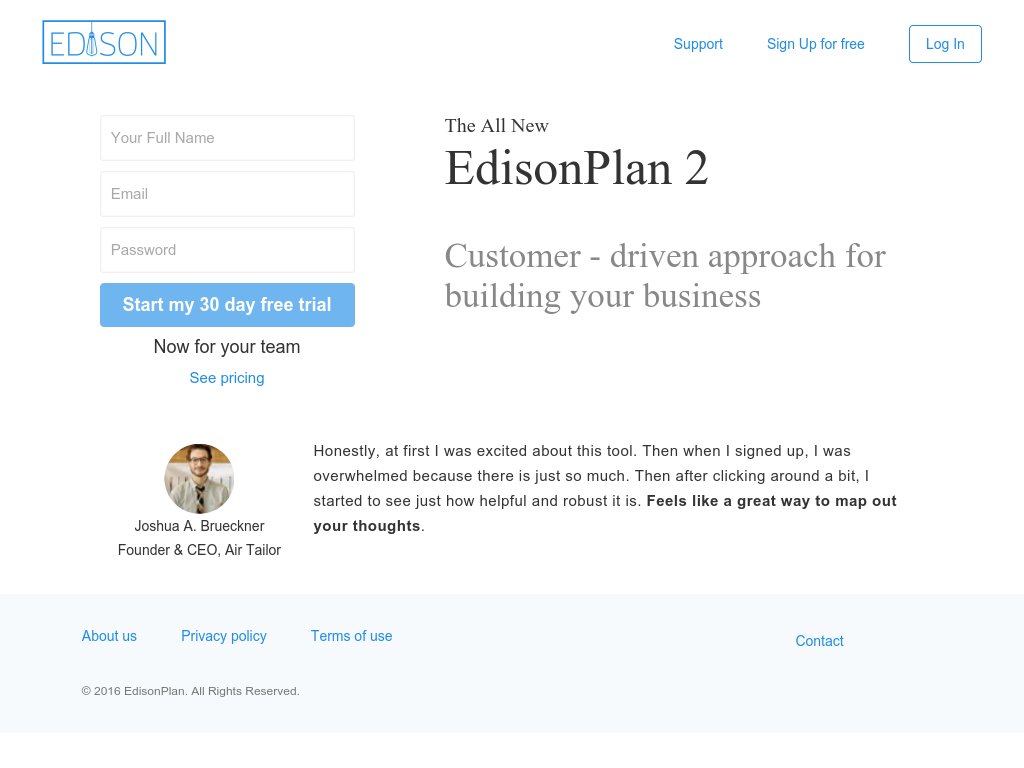 EDISON
Support
Sign Up for free
Log In
Your Full Name
Email
Password
Start my 30 day free trial
Now for your team
See pricing
The All New
EdisonPlan 2
Customer - driven approach for
building your business
Joshua A. Brueckner
Founder & CEO, Air Tailor
Honestly, at first I was excited about this tool. Then when I signed up, I was
overwhelmed because there is just so much. Then after clicking around a bit, I
started to see just how helpful and robust it is. Feels like a great way to map out
your thoughts.
About us
Privacy policy
Terms of use
Contact
© 2016 EdisonPlan. All Rights Reserved.